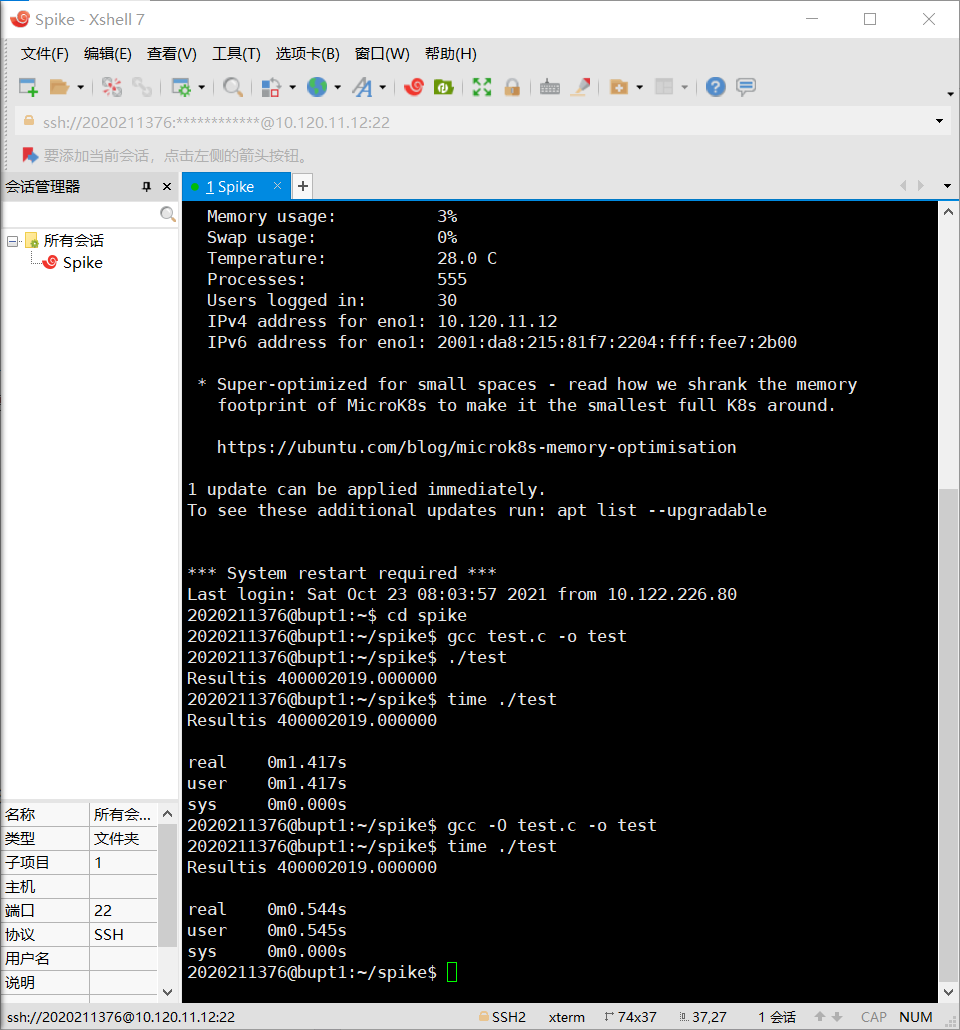 Spike - Xshell 7
文件(F) 编辑(E) 查看(V) 工具(T) 选项卡(B) 窗口(W) 帮助(H)
ssh://2020211376:************@10.120.11.12:22
要添加当前会话，点击左侧的箭头按钮。
会话管理器
1 Spike
所有会话
Spike
Memory usage: 3%
Swap usage: 0%
Temperature: 28.0 C
Processes: 555
Users logged in: 30
IPv4 address for eno1: 10.120.11.12
IPv6 address for eno1: 2001:da8:215:81f7:2204:fff:fee7:2b00
* Super-optimized for small spaces - read how we shrank the memory
footprint of MicroK8s to make it the smallest full K8s around.
https://ubuntu.com/blog/microk8s-memory-optimisation
1 update can be applied immediately.
To see these additional updates run: apt list --upgradable
*** System restart required ***
Last login: Sat Oct 23 08:03:57 2021 from 10.122.226.80
2020211376@bupt1:~$ cd spike
2020211376@bupt1:~/spike$ gcc test.c -o test
2020211376@bupt1:~/spike$ ./test
Resultis 400002019.000000
2020211376@bupt1:~/spike$ time ./test
Resultis 400002019.000000
real 0m1.417s
user 0m1.417s
sys 0m0.000s
2020211376@bupt1:~/spike$ gcc -O test.c -o test
2020211376@bupt1:~/spike$ time ./test
Resultis 400002019.000000
real 0m0.544s
user 0m0.545s
sys 0m0.000s
2020211376@bupt1:~/spike$
名称 所有会...
类型 文件夹
子项目 1
主机
端口 22
协议 SSH
用户名
说明
ssh://2020211376@10.120.11.12:22 SSH2 xterm 74x37 37,27 1 会话 CAP NUM